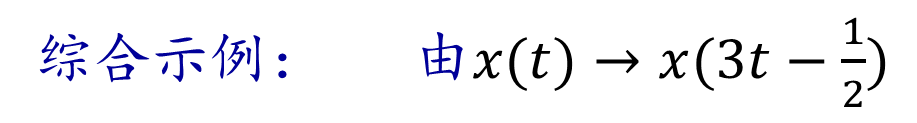 综合示例： 由x(t) → x(3t − 1/2)